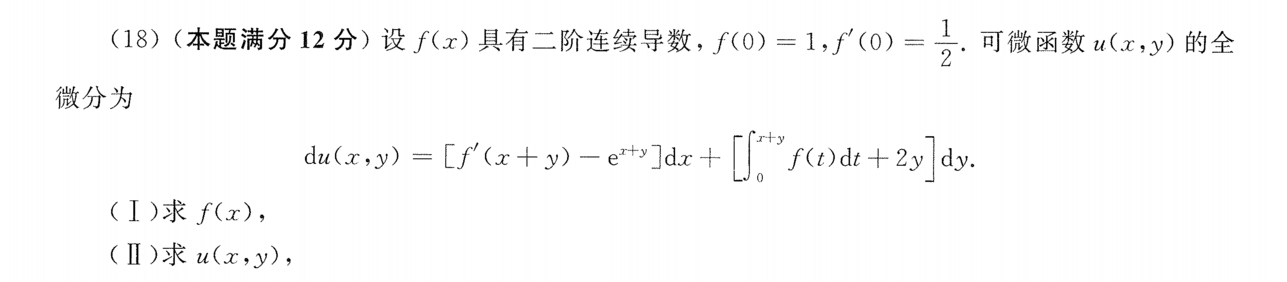 (18) (本题满分 12 分) 设 f(x) 具有二阶连续导数, f(0) = 1, f′(0) = 1/2. 可微函数 u(x,y) 的全
微分为
du(x,y) = [f′(x+y) − e^{x+y}]dx + [∫_0^{x+y} f(t)dt + 2y]dy.
(Ⅰ)求 f(x),
(Ⅱ)求 u(x,y),